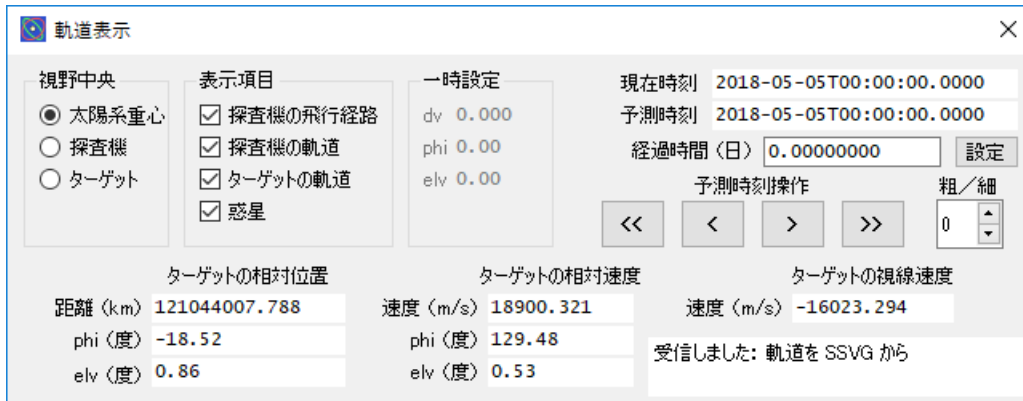 軌道表示
視野中央
太陽系重心
探査機
ターゲット
表示項目
探査機の飛行経路
探査機の軌道
ターゲットの軌道
惑星
一時設定
dv 0.000
phi 0.00
elv 0.00
現在時刻 2018-05-05T00:00:00.0000
予測時刻 2018-05-05T00:00:00.0000
経過時間（日） 0.00000000 設定
予測時刻操作 粗／細
<< < > >> 0
ターゲットの相対位置
距離（km） 121044007.788
phi（度） -18.52
elv（度） 0.86
ターゲットの相対速度
速度（m/s） 18900.321
phi（度） 129.48
elv（度） 0.53
ターゲットの視線速度
速度（m/s） -16023.294
受信しました: 軌道を SSVG から